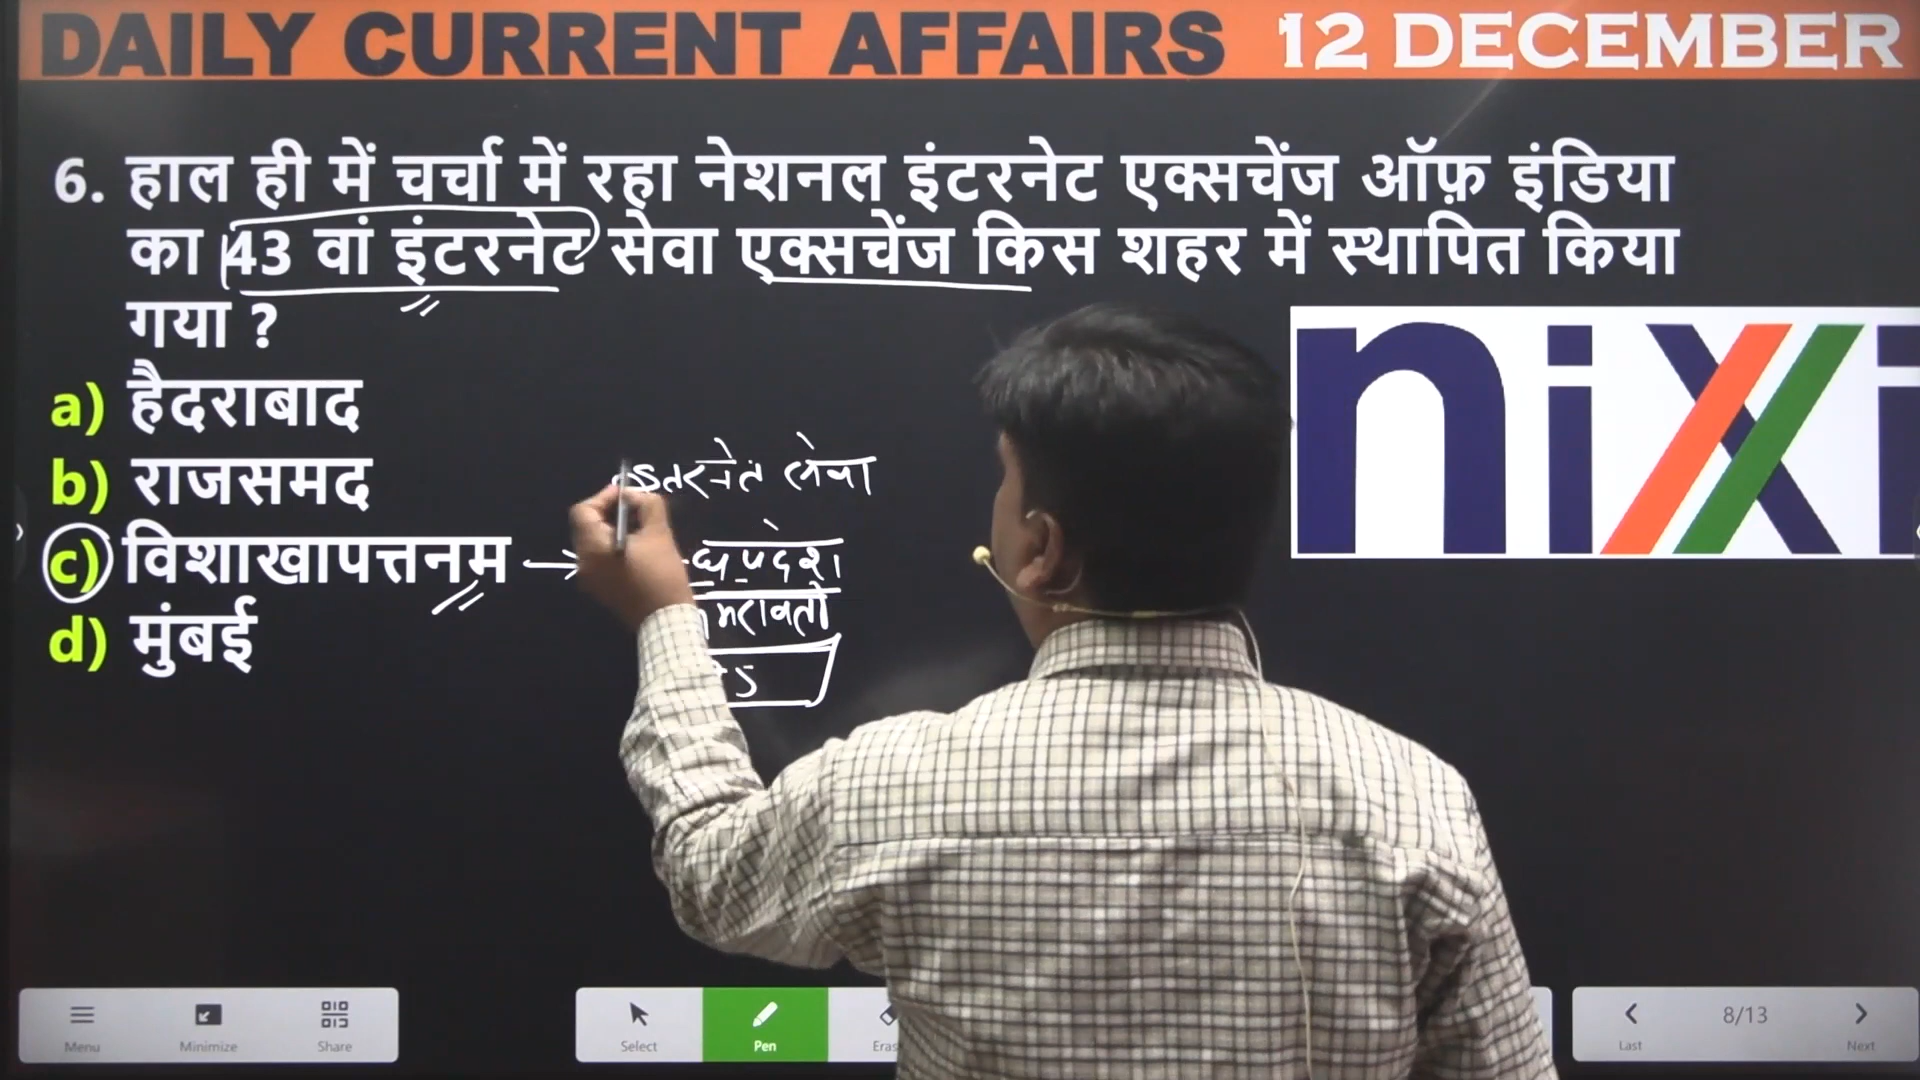 DAILY CURRENT AFFAIRS 12 DECEMBER
6. हाल ही में चर्चा में रहा नेशनल इंटरनेट एक्सचेंज ऑफ़ इंडिया
का 43 वां इंटरनेट सेवा एक्सचेंज किस शहर में स्थापित किया
गया ?
a) हैदराबाद
b) राजसमद
c) विशाखापत्तनम
d) मुंबई
nixi
Menu Minimize Share
Select Pen
Last 8/13 Next